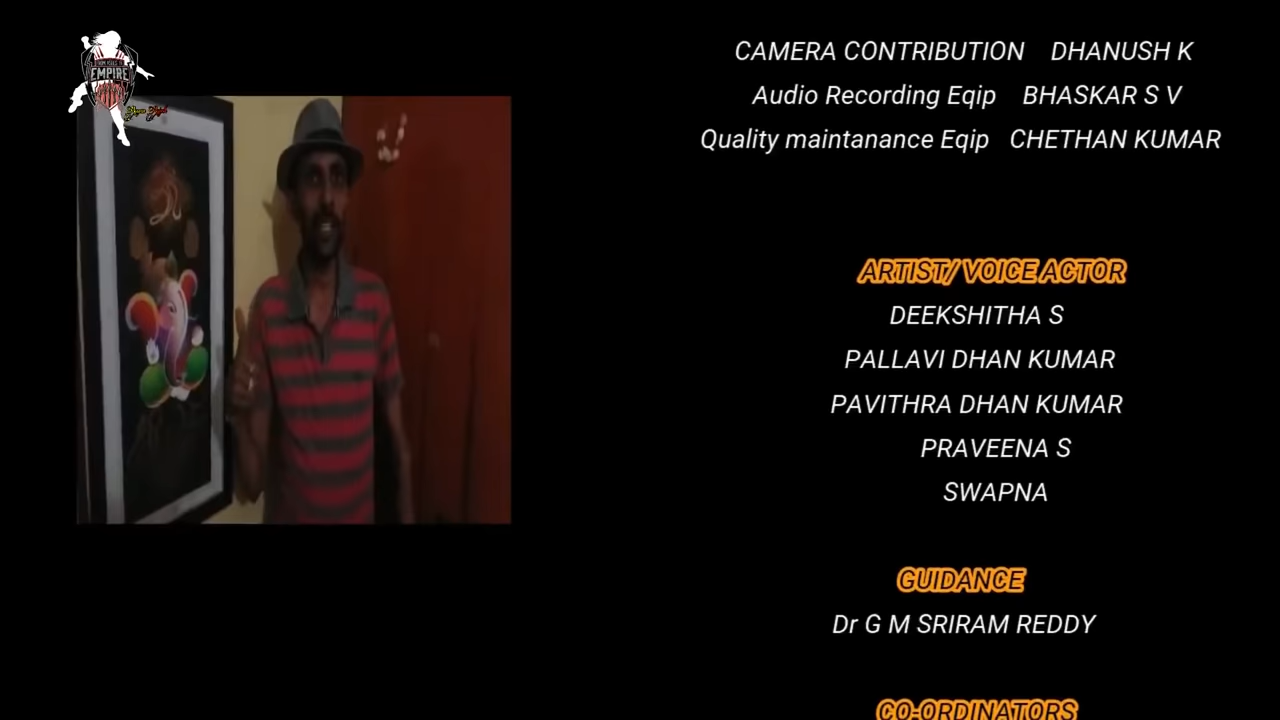 EMPIRE
CAMERA CONTRIBUTION DHANUSH K
Audio Recording Eqip BHASKAR S V
Quality maintanance Eqip CHETHAN KUMAR
ARTIST/ VOICE ACTOR
DEEKSHITHA S
PALLAVI DHAN KUMAR
PAVITHRA DHAN KUMAR
PRAVEENA S
SWAPNA
GUIDANCE
Dr G M SRIRAM REDDY
CO-ORDINATORS